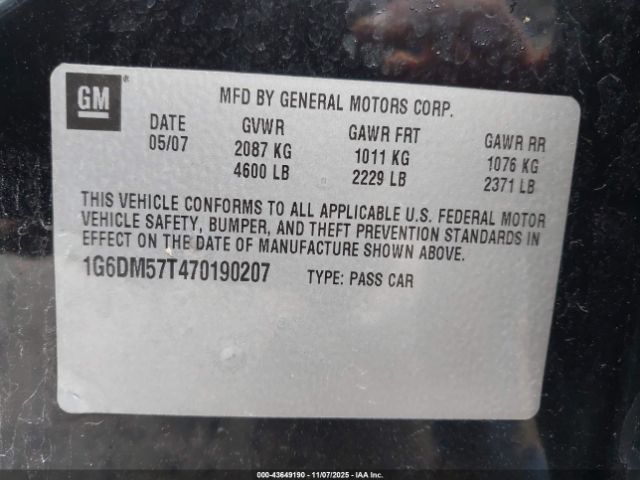 GM®
MFD BY GENERAL MOTORS CORP.
DATE GVWR GAWR FRT GAWR RR
05/07 2087 KG 1011 KG 1076 KG
4600 LB 2229 LB 2371 LB
THIS VEHICLE CONFORMS TO ALL APPLICABLE U.S. FEDERAL MOTOR
VEHICLE SAFETY, BUMPER, AND THEFT PREVENTION STANDARDS IN
EFFECT ON THE DATE OF MANUFACTURE SHOWN ABOVE.
1G6DM57T470190207 TYPE: PASS CAR
000-43649190 - 11/07/2025 - IAA Inc.